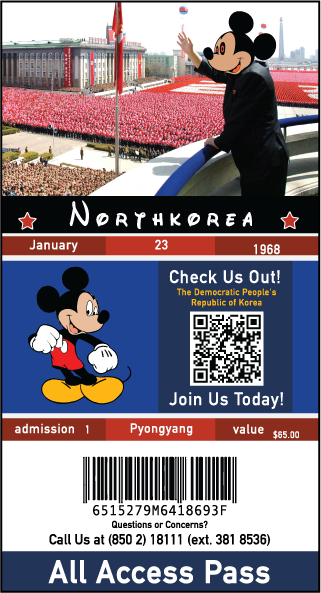 NORTHKOREA
January 23 1968
Check Us Out!
The Democratic People's
Republic of Korea
Join Us Today!
admission 1 Pyongyang value $65.00
6515279M6418693F
Questions or Concerns?
Call Us at (850 2) 18111 (ext. 381 8536)
All Access Pass